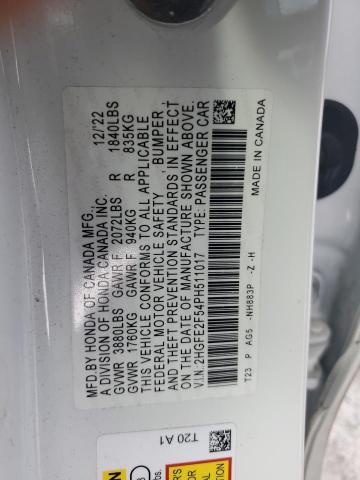 MFD.BY HONDA OF CANADA MFG. 12/'22
A DIVISION OF HONDA CANADA INC.
GVWR 3880LBS GAWR F 2072LBS R 1840LBS
GVWR 1760KG GAWR F 940KG R 835KG
THIS VEHICLE CONFORMS TO ALL APPLICABLE
FEDERAL MOTOR VEHICLE SAFETY BUMPER,
AND THEFT PREVENTION STANDARDS IN EFFECT
ON THE DATE OF MANUFACTURE SHOWN ABOVE.
V.I.N: 2HGFE2F54PH511017 TYPE: PASSENGER CAR
T23 P AG5 -NH883P -Z -H
MADE IN CANADA
T20 A1